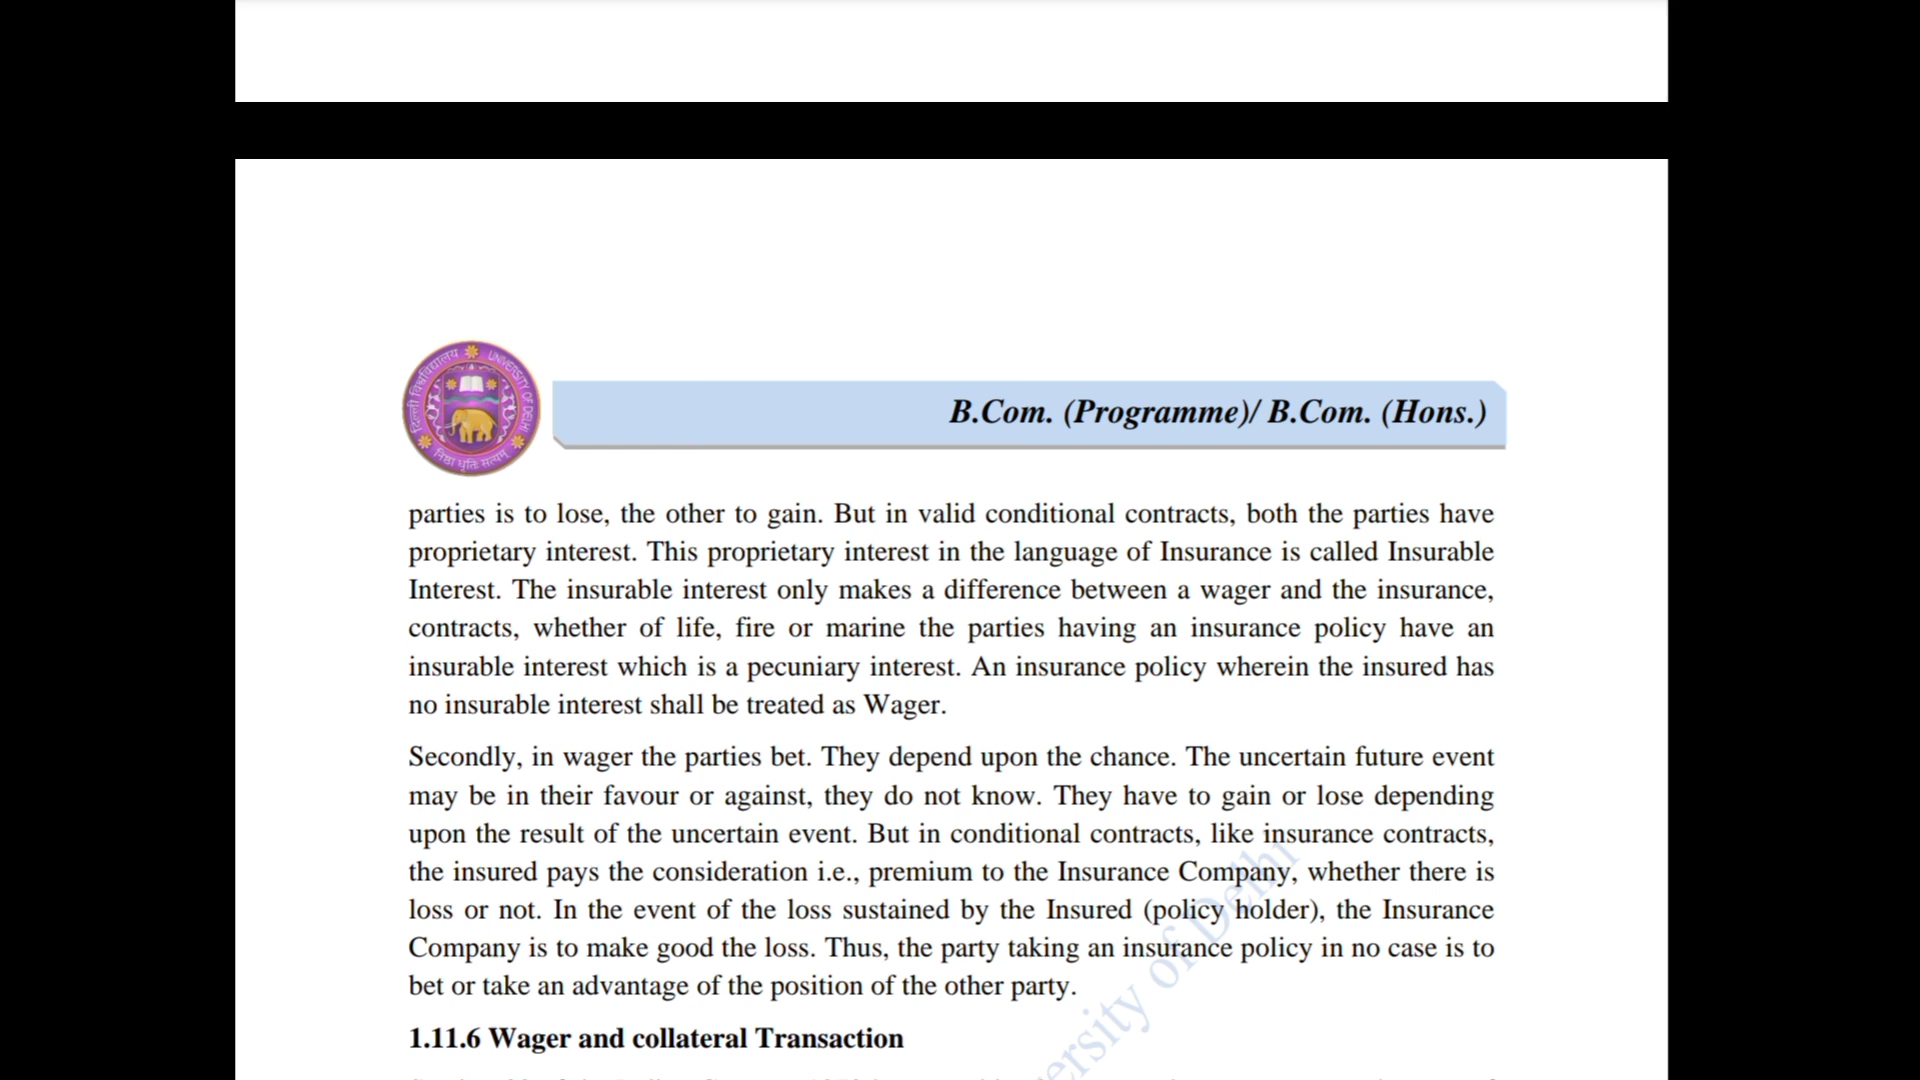 दिल्ली विश्वविद्यालय
UNIVERSITY OF DELHI
निष्ठा धृतिः सत्यम्
B.Com. (Programme)/ B.Com. (Hons.)
parties is to lose, the other to gain. But in valid conditional contracts, both the parties have
proprietary interest. This proprietary interest in the language of Insurance is called Insurable
Interest. The insurable interest only makes a difference between a wager and the insurance,
contracts, whether of life, fire or marine the parties having an insurance policy have an
insurable interest which is a pecuniary interest. An insurance policy wherein the insured has
no insurable interest shall be treated as Wager.
Secondly, in wager the parties bet. They depend upon the chance. The uncertain future event
may be in their favour or against, they do not know. They have to gain or lose depending
upon the result of the uncertain event. But in conditional contracts, like insurance contracts,
the insured pays the consideration i.e., premium to the Insurance Company, whether there is
loss or not. In the event of the loss sustained by the Insured (policy holder), the Insurance
Company is to make good the loss. Thus, the party taking an insurance policy in no case is to
bet or take an advantage of the position of the other party.
1.11.6 Wager and collateral Transaction
ersity of Delhi